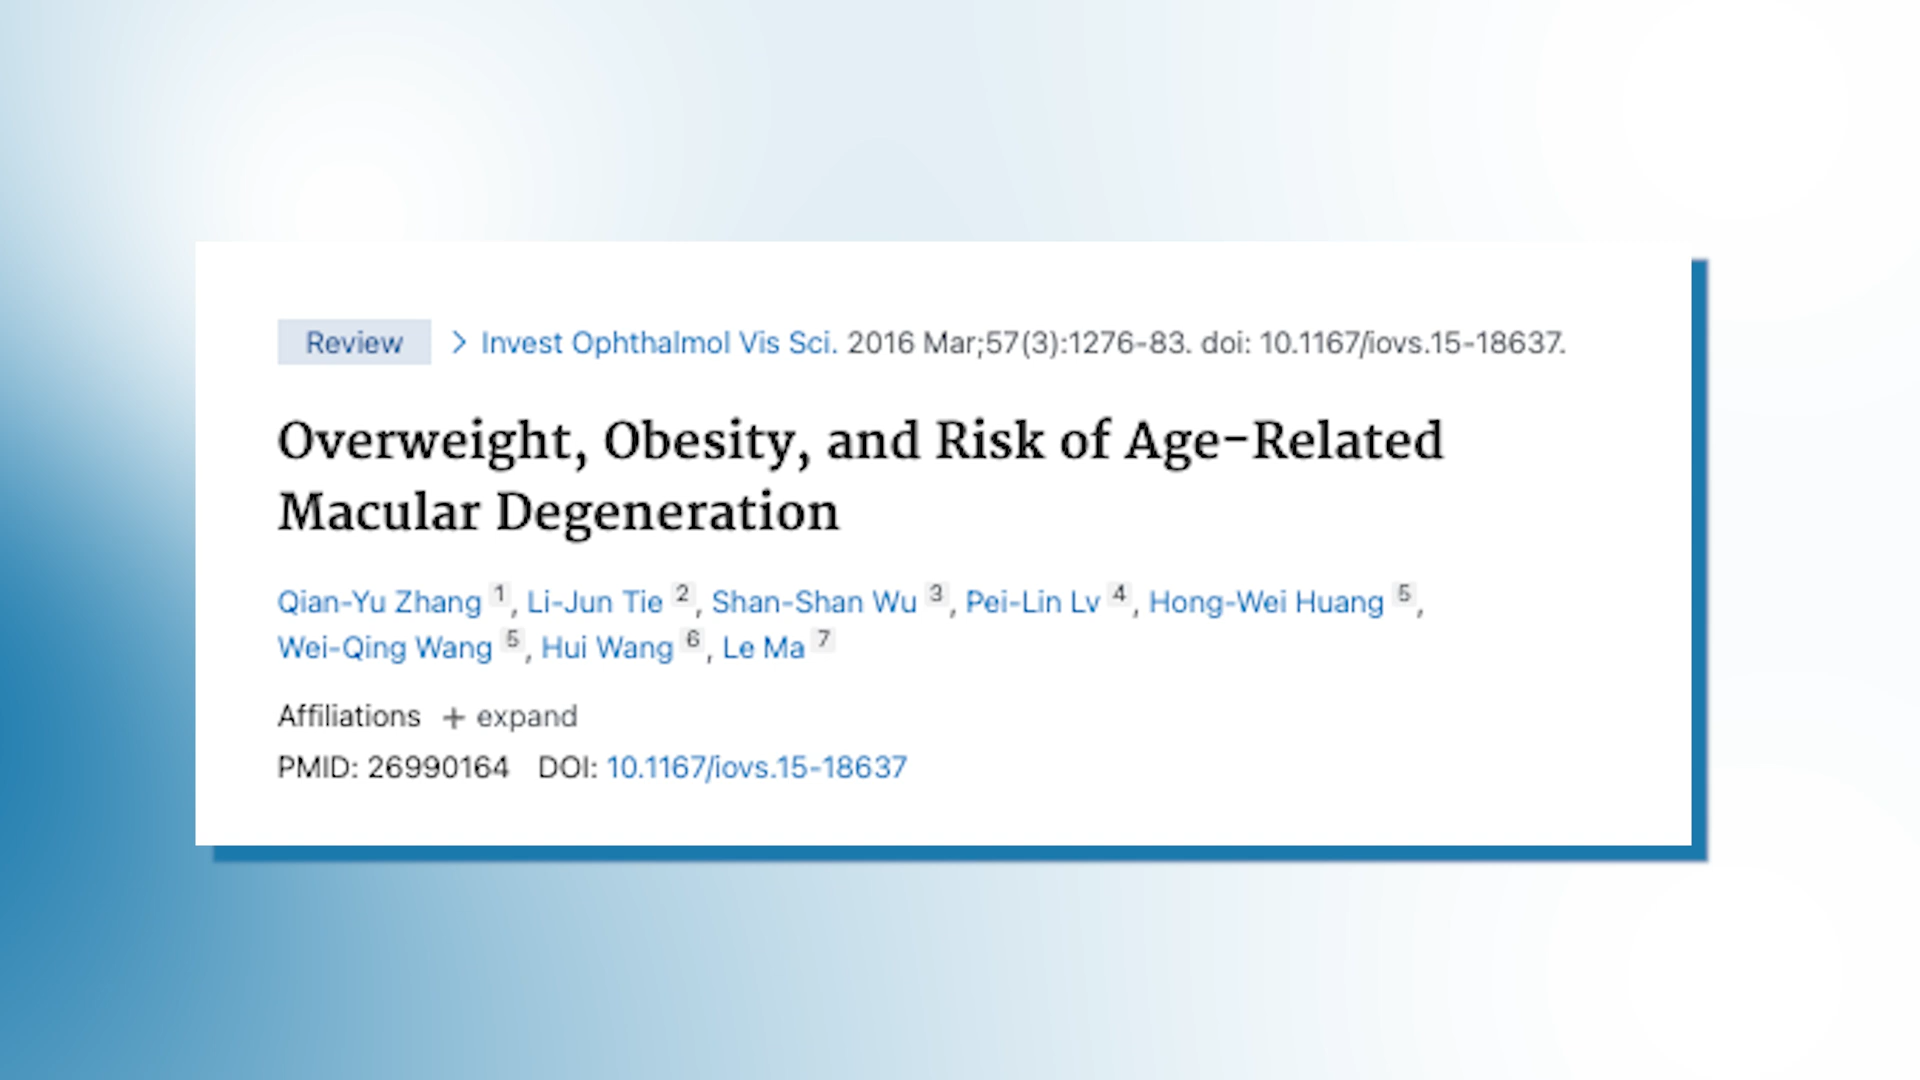 Review > Invest Ophthalmol Vis Sci. 2016 Mar;57(3):1276-83. doi: 10.1167/iovs.15-18637.
Overweight, Obesity, and Risk of Age-Related
Macular Degeneration
Qian-Yu Zhang 1, Li-Jun Tie 2, Shan-Shan Wu 3, Pei-Lin Lv 4, Hong-Wei Huang 5,
Wei-Qing Wang 5, Hui Wang 6, Le Ma 7
Affiliations + expand
PMID: 26990164 DOI: 10.1167/iovs.15-18637